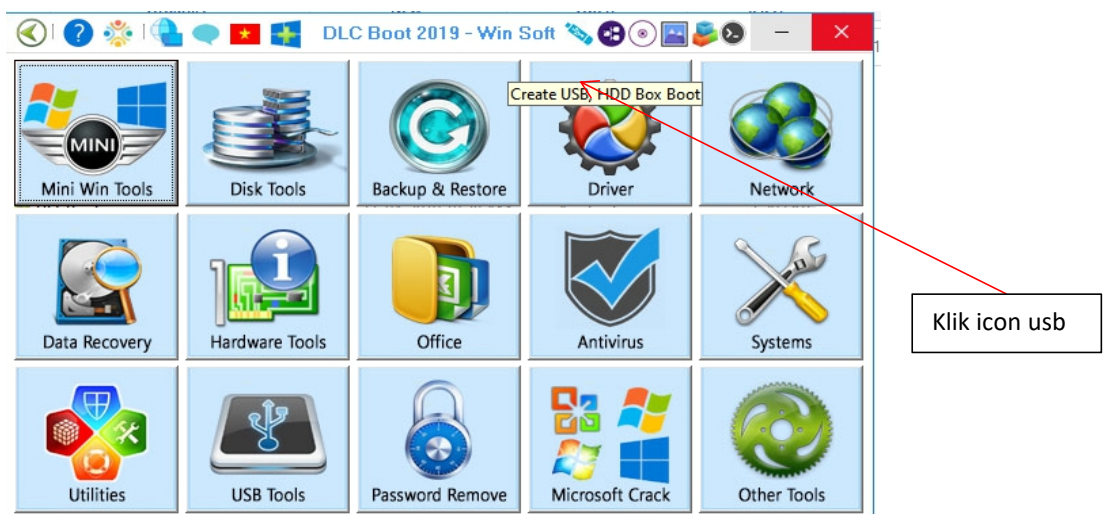 DLC Boot 2019 - Win Soft
Create USB, HDD Box Boot
MINI
Mini Win Tools
Disk Tools
Backup & Restore
Driver
Network
Klik icon usb
Data Recovery
Hardware Tools
Office
Antivirus
Systems
Utilities
USB Tools
Password Remove
Microsoft Crack
Other Tools